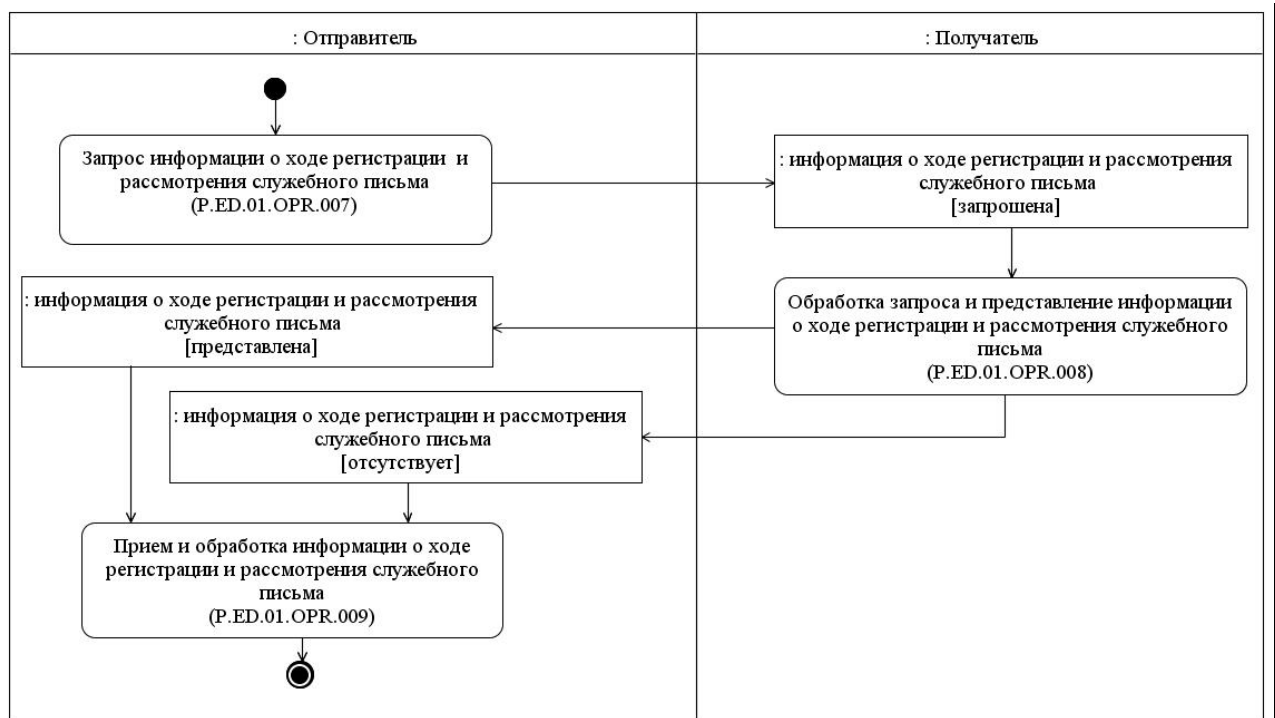 : Отправитель
: Получатель
Запрос информации о ходе регистрации и
рассмотрения служебного письма
(P.ED.01.OPR.007)
: информация о ходе регистрации и рассмотрения
служебного письма
[запрошена]
: информация о ходе регистрации и рассмотрения
служебного письма
[представлена]
Обработка запроса и представление информации
о ходе регистрации и рассмотрения служебного
письма
(P.ED.01.OPR.008)
: информация о ходе регистрации и рассмотрения
служебного письма
[отсутствует]
Прием и обработка информации о ходе
регистрации и рассмотрения служебного
письма
(P.ED.01.OPR.009)